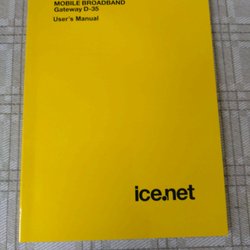 MOBILE BROADBAND
Gateway D-35
User's Manual
ice.net